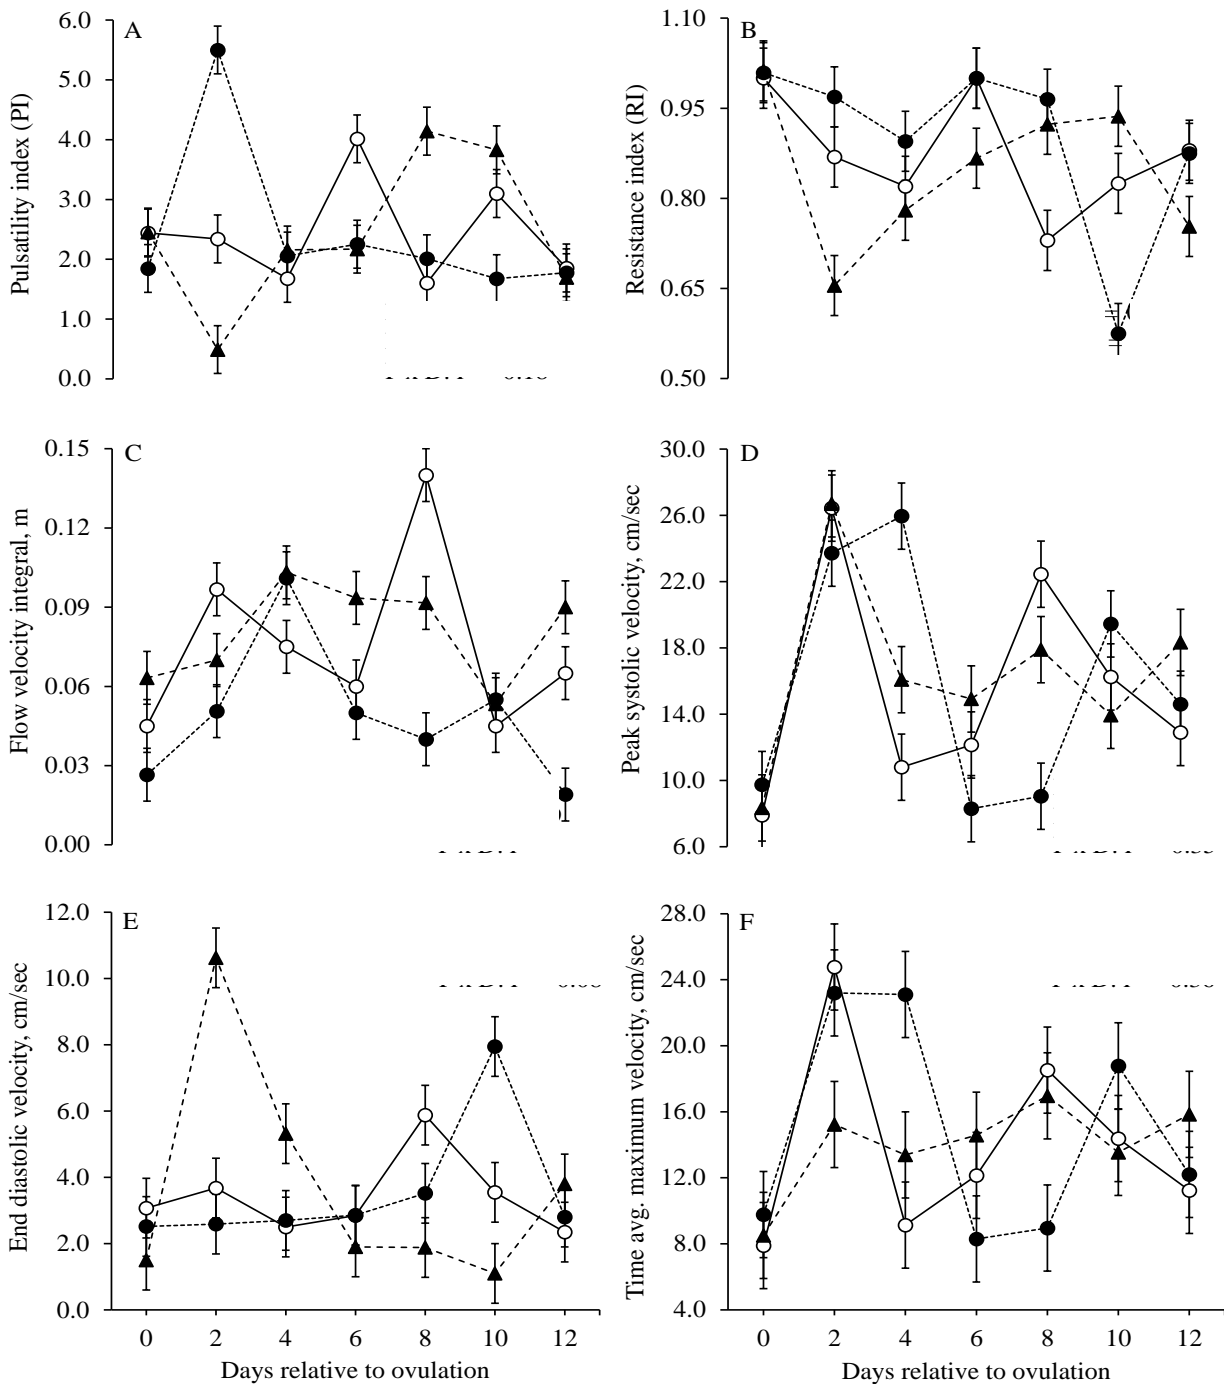 A
6.0
5.0
4.0
3.0
2.0
1.0
0.0
Pulsatility index (PI)
B
1.10
0.95
0.80
0.65
0.50
Resistance index (RI)
C
0.15
0.12
0.09
0.06
0.03
0.00
Flow velocity integral, m
D
30.0
26.0
22.0
18.0
14.0
10.0
6.0
Peak systolic velocity, cm/sec
E
12.0
10.0
8.0
6.0
4.0
2.0
0.0
End diastolic velocity, cm/sec
0 2 4 6 8 10 12
Days relative to ovulation
F
28.0
24.0
20.0
16.0
12.0
8.0
4.0
Time avg. maximum velocity, cm/sec
0 2 4 6 8 10 12
Days relative to ovulation